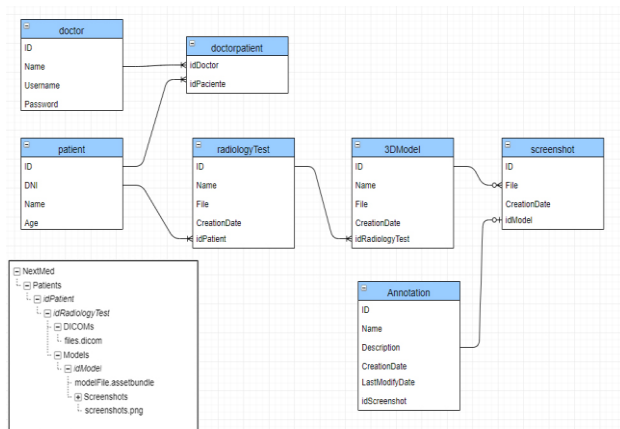 doctor
ID
Name
Username
Password
doctorpatient
idDoctor
idPaciente
patient
ID
DNI
Name
Age
radiologyTest
ID
Name
File
CreationDate
idPatient
3DModel
ID
Name
File
CreationDate
idRadiologyTest
screenshot
ID
File
CreationDate
idModel
NextMed
Patients
idPatient
idRadiologyTest
DICOMs
files.dicom
Models
idModel
modelFile.assetbundle
Screenshots
screenshots.png
Annotation
ID
Name
Description
CreationDate
LastModifyDate
idScreenshot